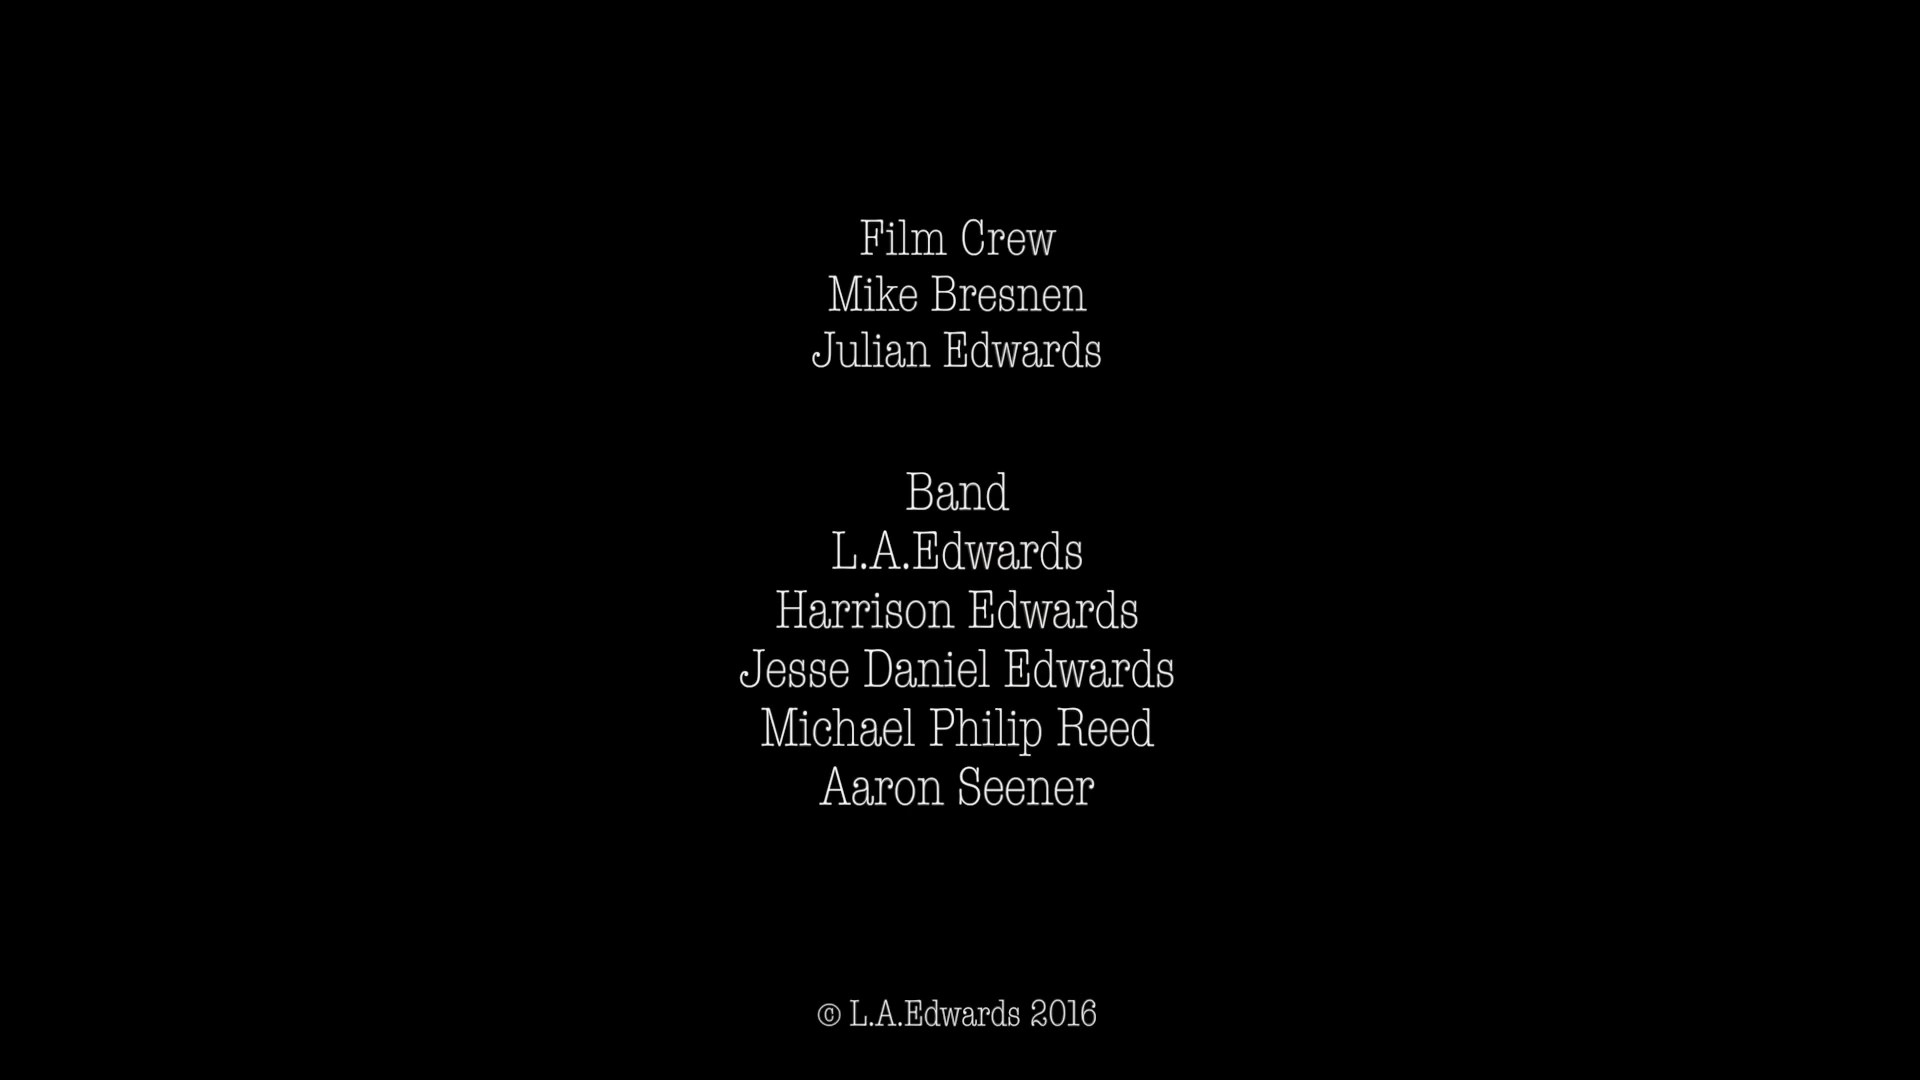 Film Crew
Mike Bresnen
Julian Edwards
Band
L.A.Edwards
Harrison Edwards
Jesse Daniel Edwards
Michael Philip Reed
Aaron Seener
© L.A.Edwards 2016